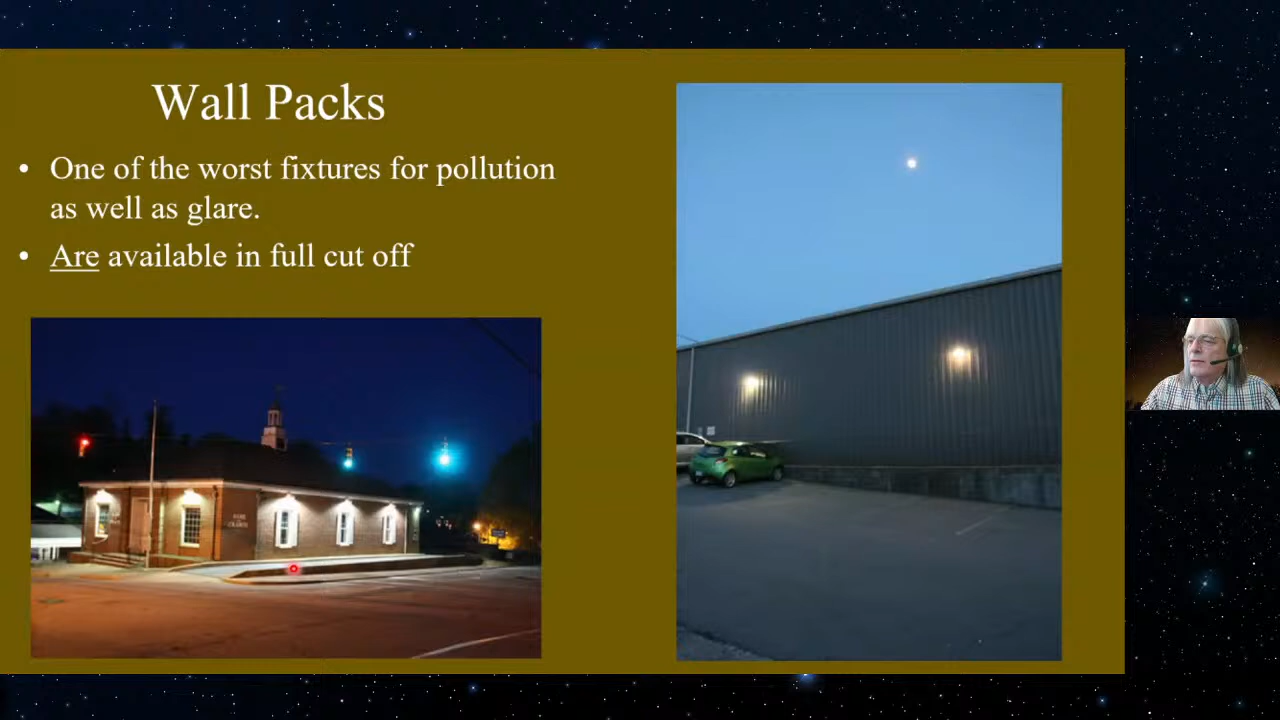 Wall Packs
• One of the worst fixtures for pollution
as well as glare.
• Are available in full cut off